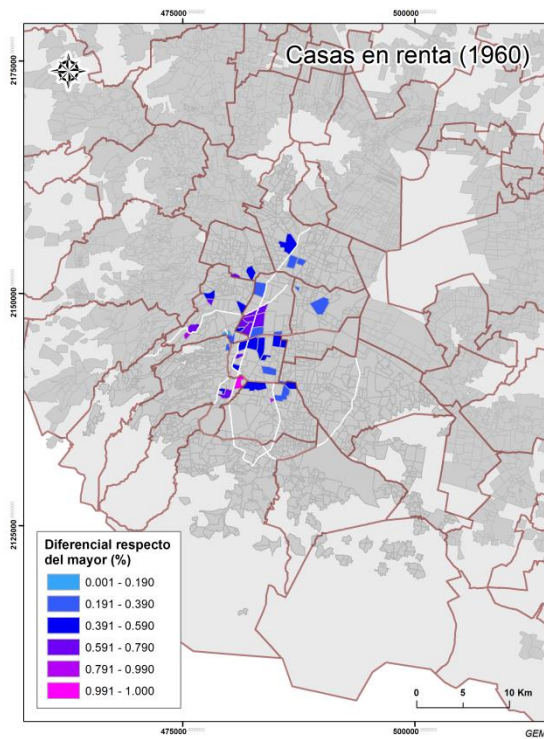 475000 500000
Casas en renta (1960)
2175000
2150000
2125000
Diferencial respecto
del mayor (%)
0.001 - 0.190
0.191 - 0.390
0.391 - 0.590
0.591 - 0.790
0.791 - 0.990
0.991 - 1.000
0 5 10 Km
475000 500000
GEM